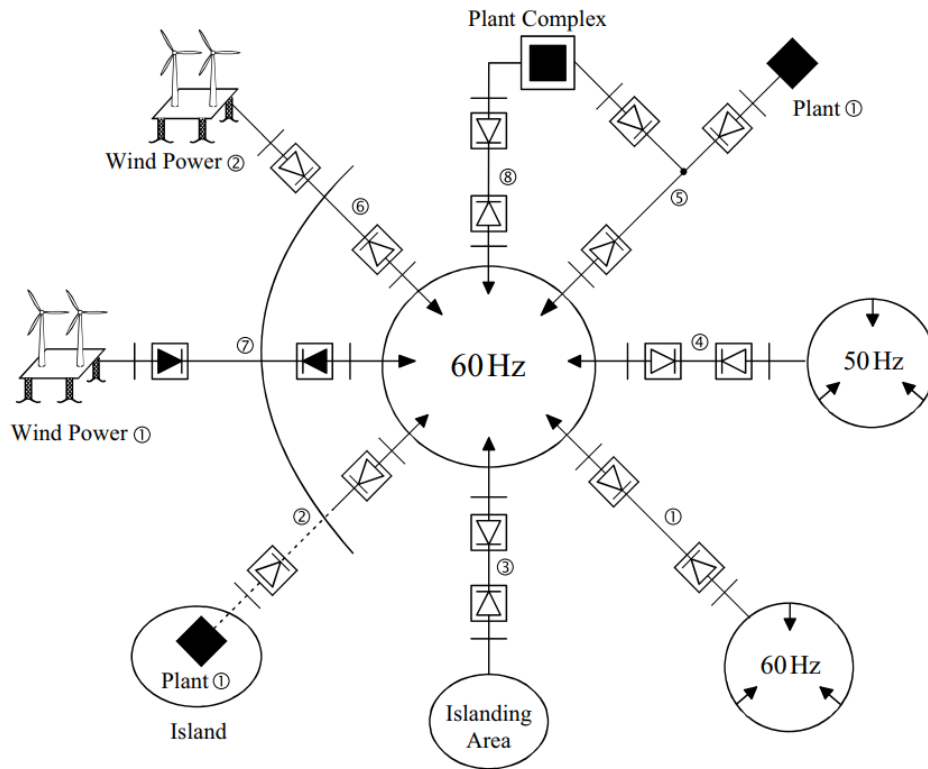 Plant Complex
Plant ①
Wind Power ②
⑧
⑤
⑥
⑦
④
60 Hz
50 Hz
Wind Power ①
②
①
③
Plant ①
Island
Islanding
Area
60 Hz